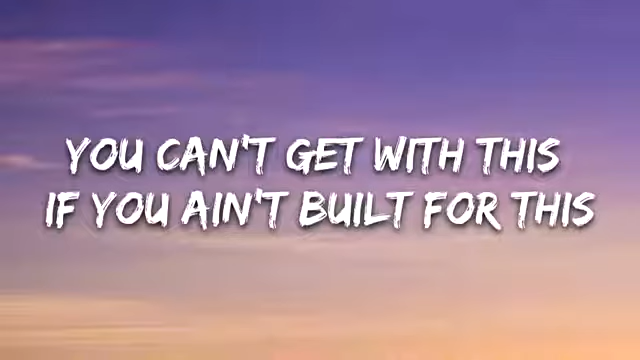 YOU CAN'T GET WITH THIS
IF YOU AIN'T BUILT FOR THIS